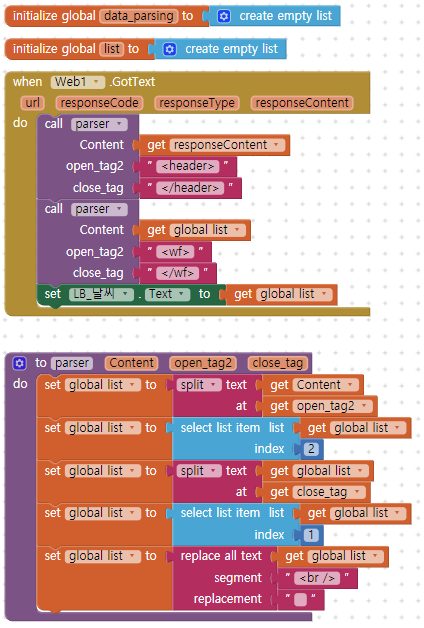 initialize global data_parsing to create empty list
initialize global list to create empty list
when Web1 .GotText
url responseCode responseType responseContent
do call parser
Content get responseContent
open_tag2 " <header> "
close_tag " </header> "
call parser
Content get global list
open_tag2 " <wf> "
close_tag " </wf> "
set LB_날씨 . Text to get global list
to parser Content open_tag2 close_tag
do set global list to split text get Content
at get open_tag2
set global list to select list item list get global list
index 2
set global list to split text get global list
at get close_tag
set global list to select list item list get global list
index 1
set global list to replace all text get global list
segment " <br /> "
replacement " "